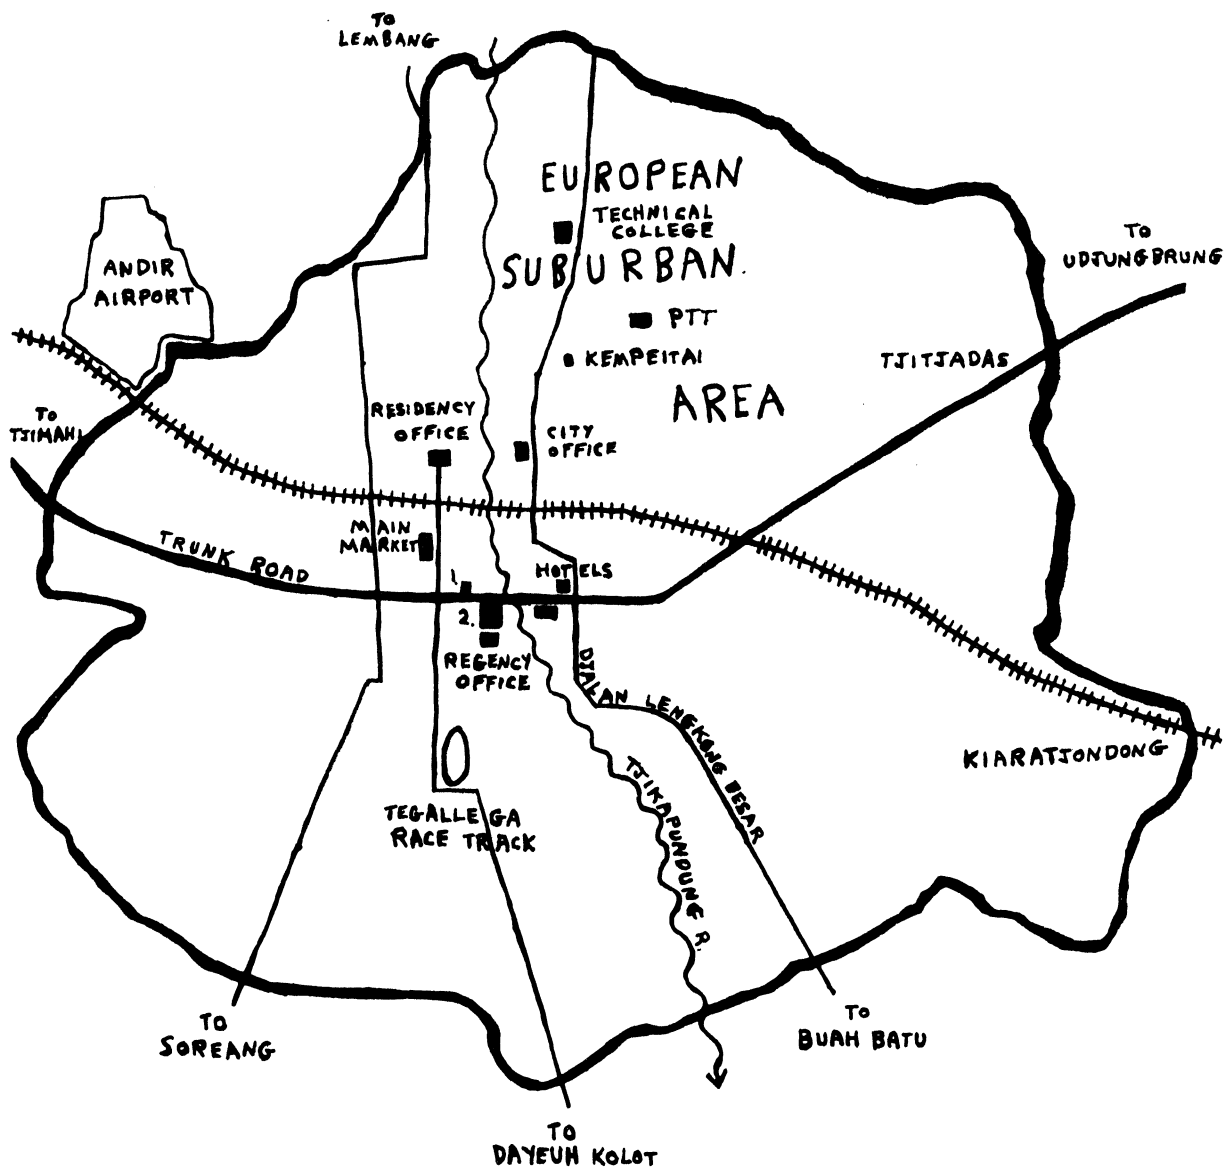 TO
LEMBANG
EUROPEAN
TECHNICAL
COLLEGE
SUBURBAN
TO
UDJUNGBRUNG
ANDIR
AIRPORT
PTT
KEMPEITAI
TJITJADAS
AREA
RESIDENCY
OFFICE
TO
TJIMAHI
CITY
OFFICE
MAIN
MARKET
TRUNK ROAD
HOTELS
1.
2.
REGENCY
OFFICE
DJALAN LENGKONG BESAR
KIARATJONDONG
TJIKAPUNDUNG R.
TEGALLEGA
RACE TRACK
TO
SOREANG
TO
BUAH BATU
TO
DAYEUH KOLOT